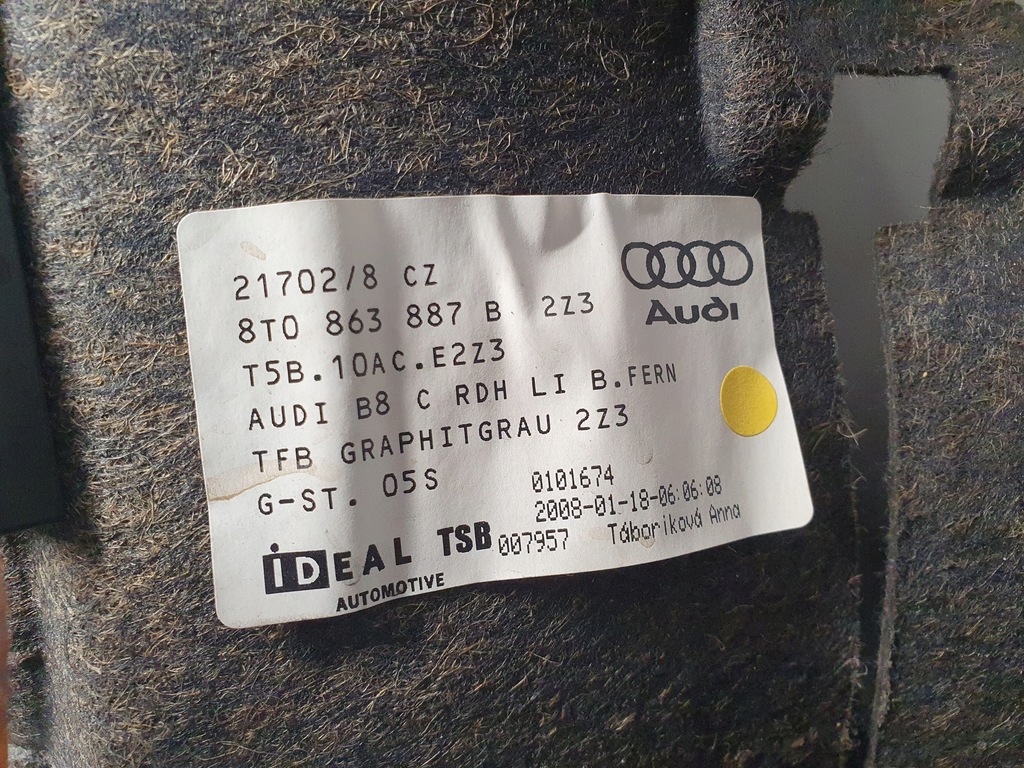 21702/8 CZ
8T0 863 887 B 2Z3
Audi
T5B.10AC.E2Z3
AUDI B8 C RDH LI B.FERN
TFB GRAPHITGRAU 2Z3
G-ST. 05S
0101674
2008-01-18-06:06:08
iDEAL TSB 007957 Táboriková Anna
AUTOMOTIVE